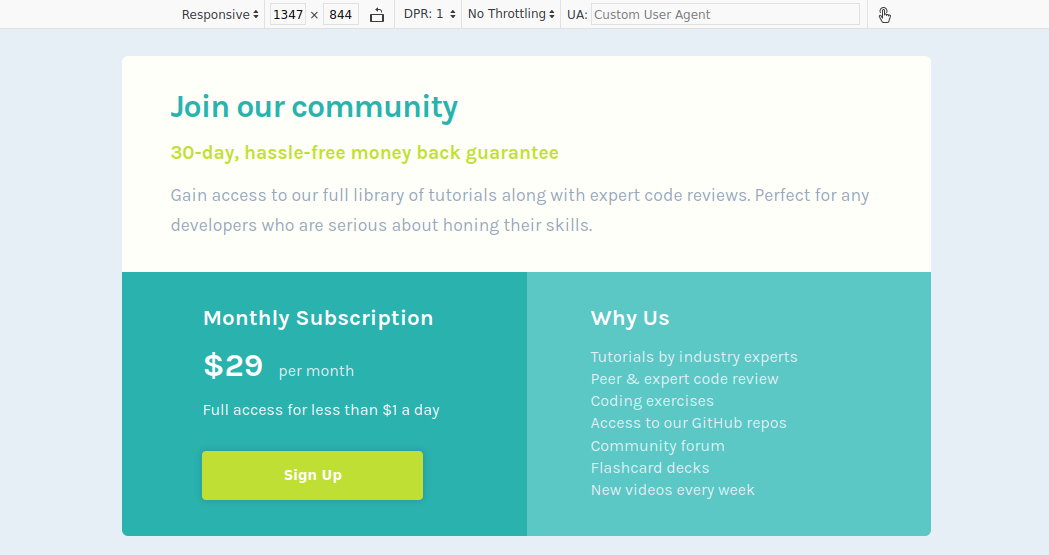 Responsive 1347 × 844 DPR: 1 No Throttling UA: Custom User Agent
Join our community
30-day, hassle-free money back guarantee
Gain access to our full library of tutorials along with expert code reviews. Perfect for any
developers who are serious about honing their skills.
Monthly Subscription
$29 per month
Full access for less than $1 a day
Sign Up
Why Us
Tutorials by industry experts
Peer & expert code review
Coding exercises
Access to our GitHub repos
Community forum
Flashcard decks
New videos every week